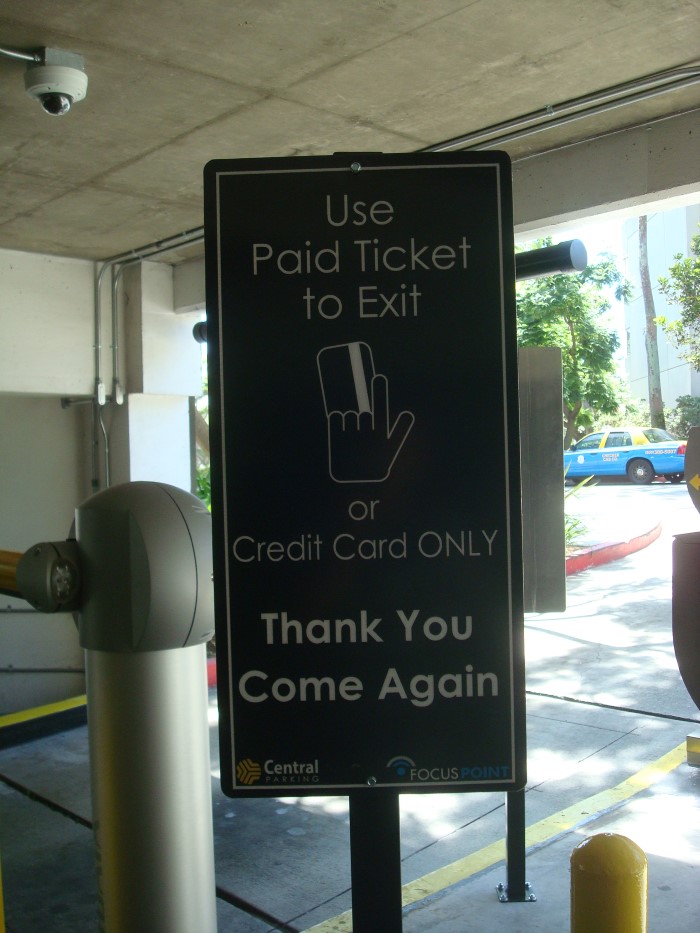 Use
Paid Ticket
to Exit
or
Credit Card ONLY
Thank You
Come Again
Central
PARKING
FOCUSPOINT